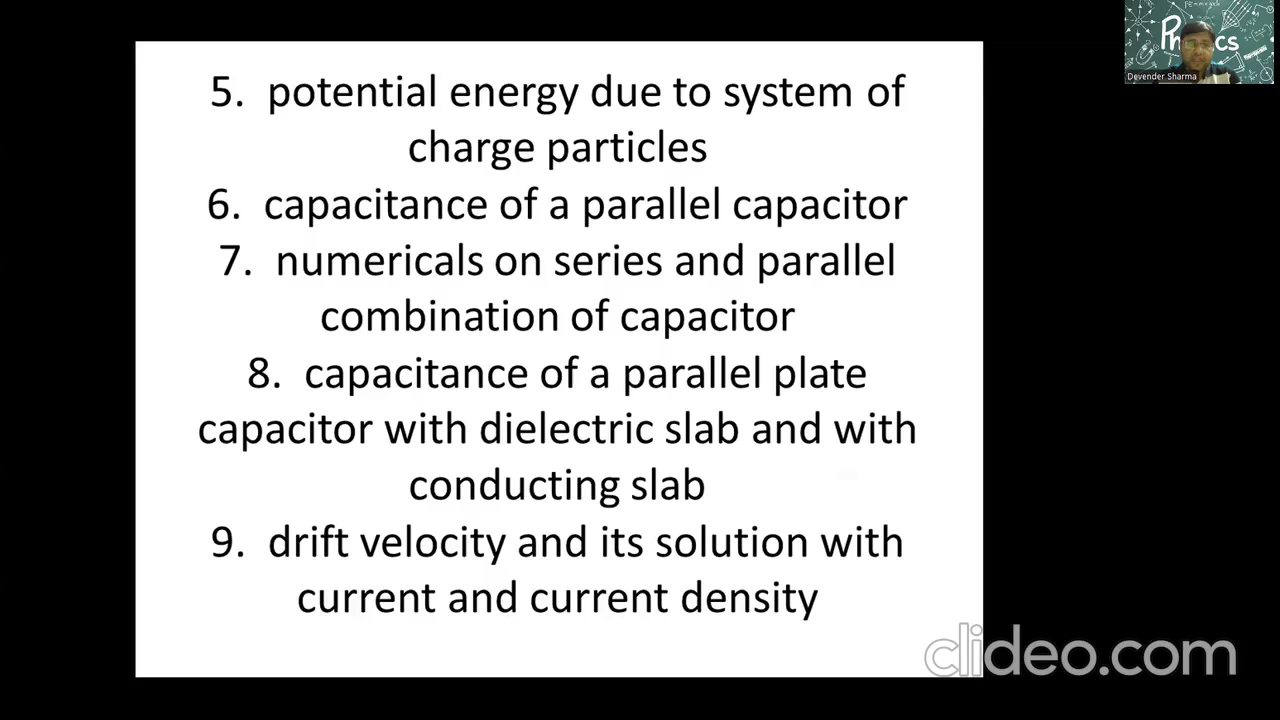 5. potential energy due to system of
charge particles
6. capacitance of a parallel capacitor
7. numericals on series and parallel
combination of capacitor
8. capacitance of a parallel plate
capacitor with dielectric slab and with
conducting slab
9. drift velocity and its solution with
current and current density
Devender Sharma
clideo.com